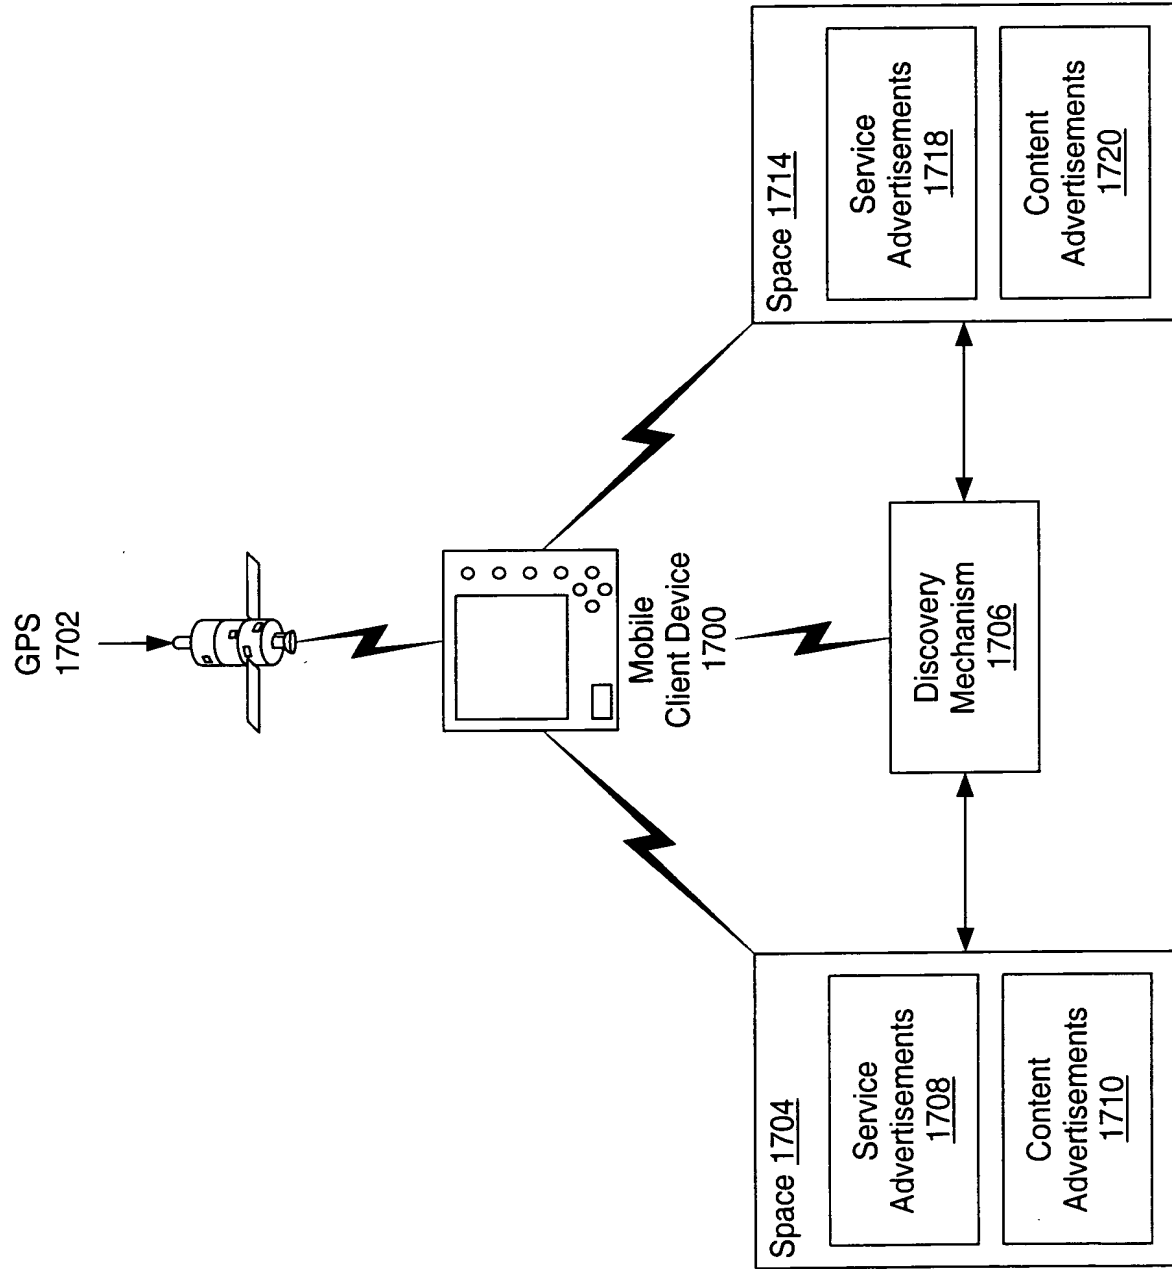 GPS
1702
Mobile
Client Device
1700
Discovery
Mechanism
1706
Space 1704
Service
Advertisements
1708
Content
Advertisements
1710
Space 1714
Service
Advertisements
1718
Content
Advertisements
1720